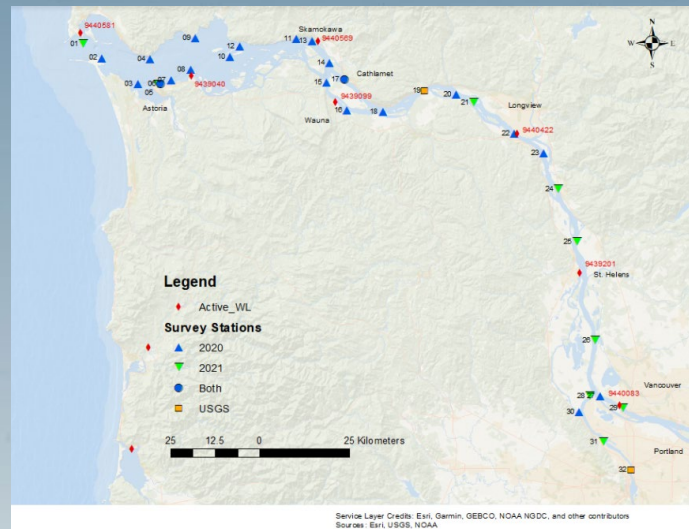 N
W E
S
9440581
01
02
03
04
05
06
07
08
09
10
12
9439040
Astoria
Skamokawa
11
13
9440569
14
15
17
Cathlamet
9439099
16
Wauna
18
19
20
21
Longview
22
9440422
23
24
25
9439201
St. Helens
26
Vancouver
28
27
9440083
29
30
31
Portland
32
Legend
Active_WL
Survey Stations
2020
2021
Both
USGS
25 12.5 0 25 Kilometers
Service Layer Credits: Esri, Garmin, GEBCO, NOAA NGDC, and other contributors
Sources: Esri, USGS, NOAA